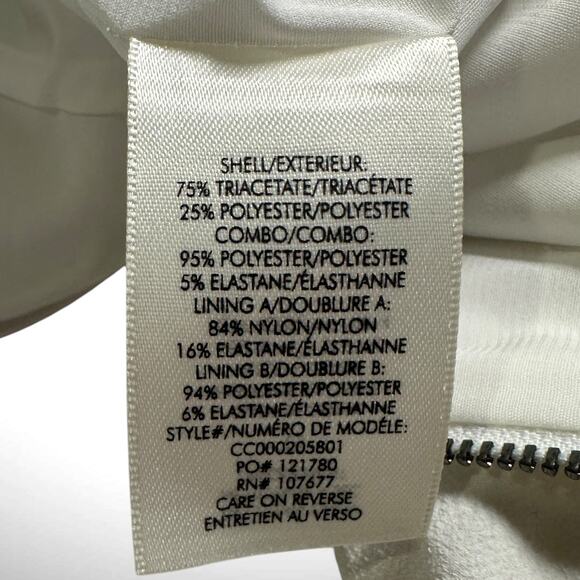 SHELL/EXTERIEUR:
75% TRIACETATE/TRIACÉTATE
25% POLYESTER/POLYESTER
COMBO/COMBO:
95% POLYESTER/POLYESTER
5% ELASTANE/ÉLASTHANNE
LINING A/DOUBLURE A:
84% NYLON/NYLON
16% ELASTANE/ÉLASTHANNE
LINING B/DOUBLURE B:
94% POLYESTER/POLYESTER
6% ELASTANE/ÉLASTHANNE
STYLE#/NUMÉRO DE MODÉLE:
CC000205801
PO# 121780
RN# 107677
CARE ON REVERSE
ENTRETIEN AU VERSO